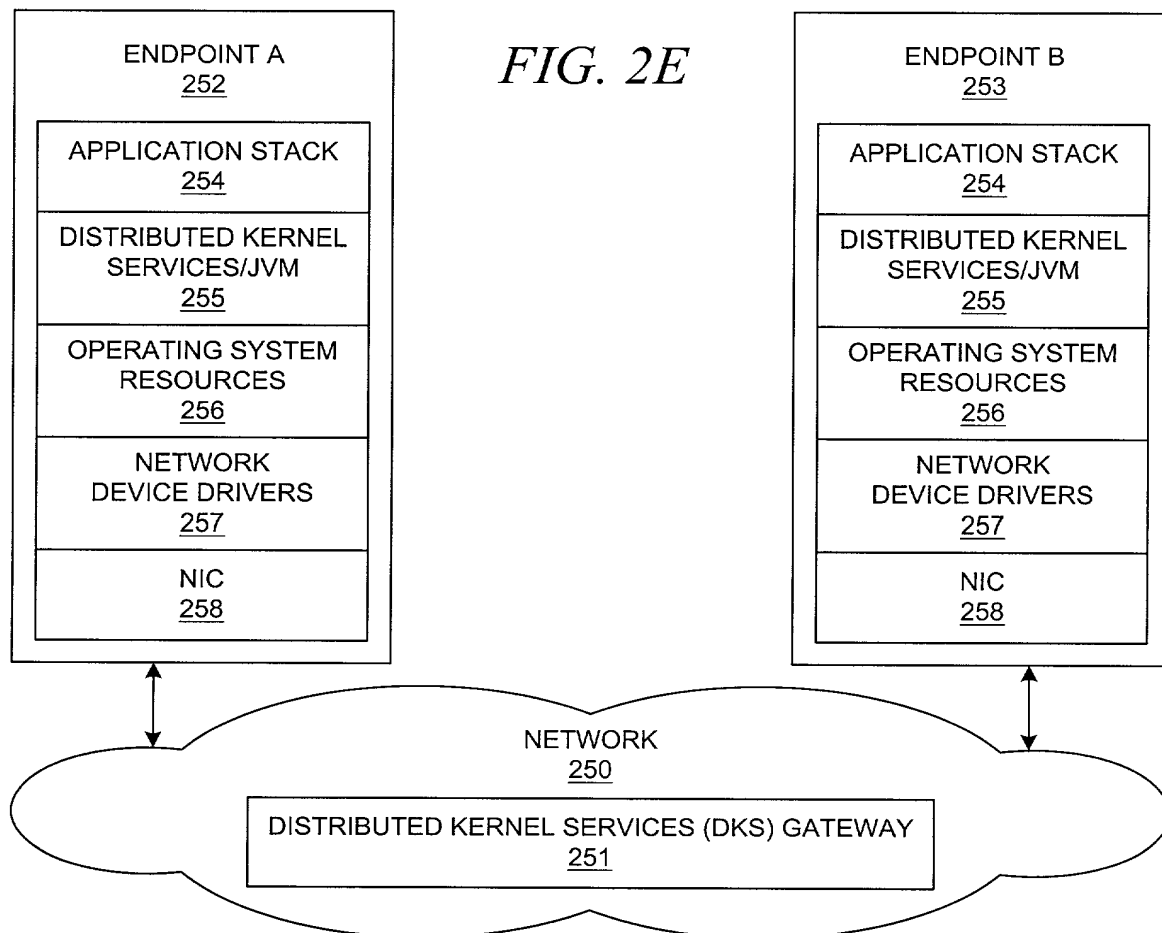 FIG. 2E
ENDPOINT A
252
APPLICATION STACK
254
DISTRIBUTED KERNEL
SERVICES/JVM
255
OPERATING SYSTEM
RESOURCES
256
NETWORK
DEVICE DRIVERS
257
NIC
258
ENDPOINT B
253
APPLICATION STACK
254
DISTRIBUTED KERNEL
SERVICES/JVM
255
OPERATING SYSTEM
RESOURCES
256
NETWORK
DEVICE DRIVERS
257
NIC
258
NETWORK
250
DISTRIBUTED KERNEL SERVICES (DKS) GATEWAY
251